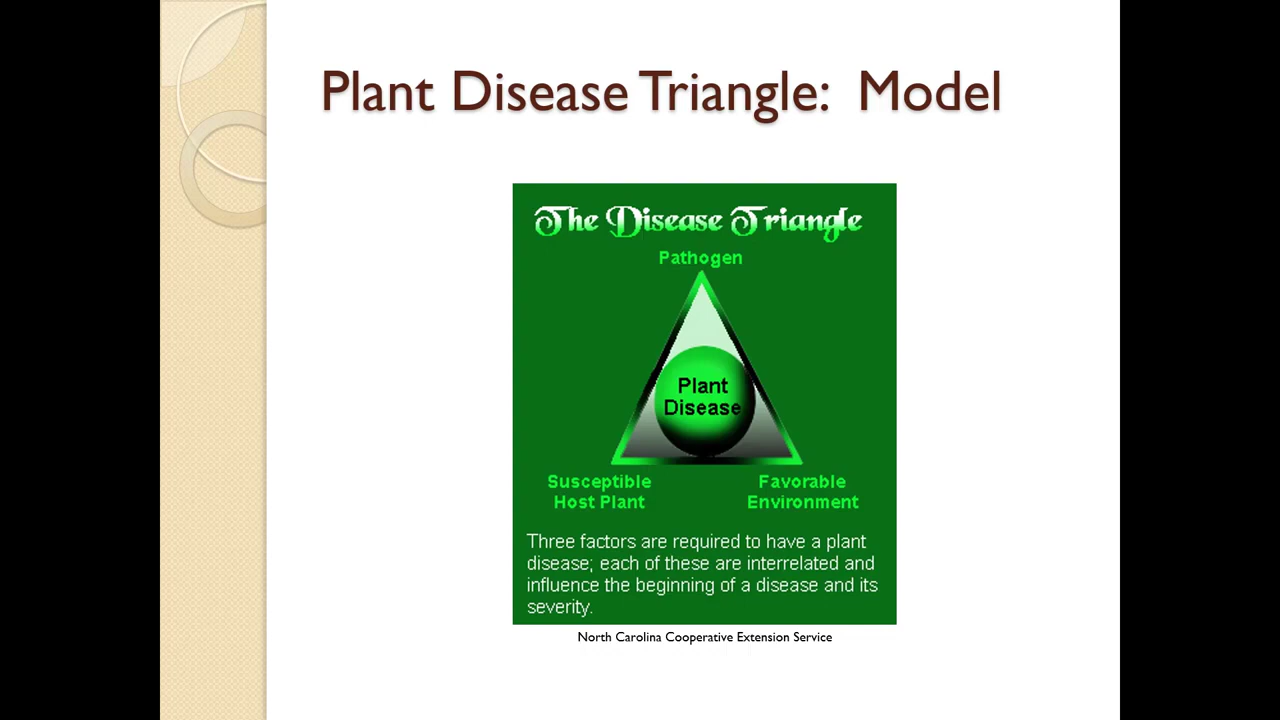 Plant Disease Triangle: Model
The Disease Triangle
Pathogen
Plant
Disease
Susceptible
Host Plant
Favorable
Environment
Three factors are required to have a plant
disease; each of these are interrelated and
influence the beginning of a disease and its
severity.
North Carolina Cooperative Extension Service